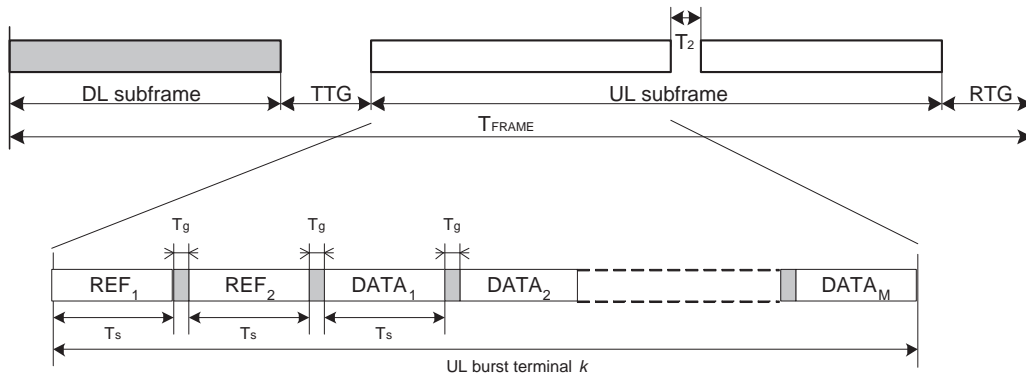 T2
DL subframe TTG UL subframe RTG
TFRAME
Tg Tg Tg
REF1 REF2 DATA1 DATA2 DATAM
Ts Ts Ts
UL burst terminal k